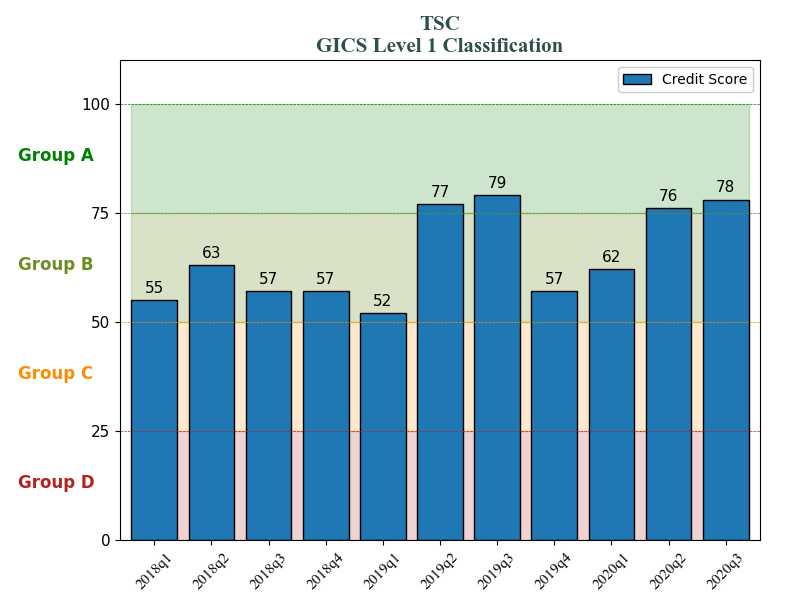 TSC
GICS Level 1 Classification
Credit Score
100
Group A
75
Group B
50
Group C
25
Group D
0
55
63
57
57
52
77
79
57
62
76
78
2018q1
2018q2
2018q3
2018q4
2019q1
2019q2
2019q3
2019q4
2020q1
2020q2
2020q3